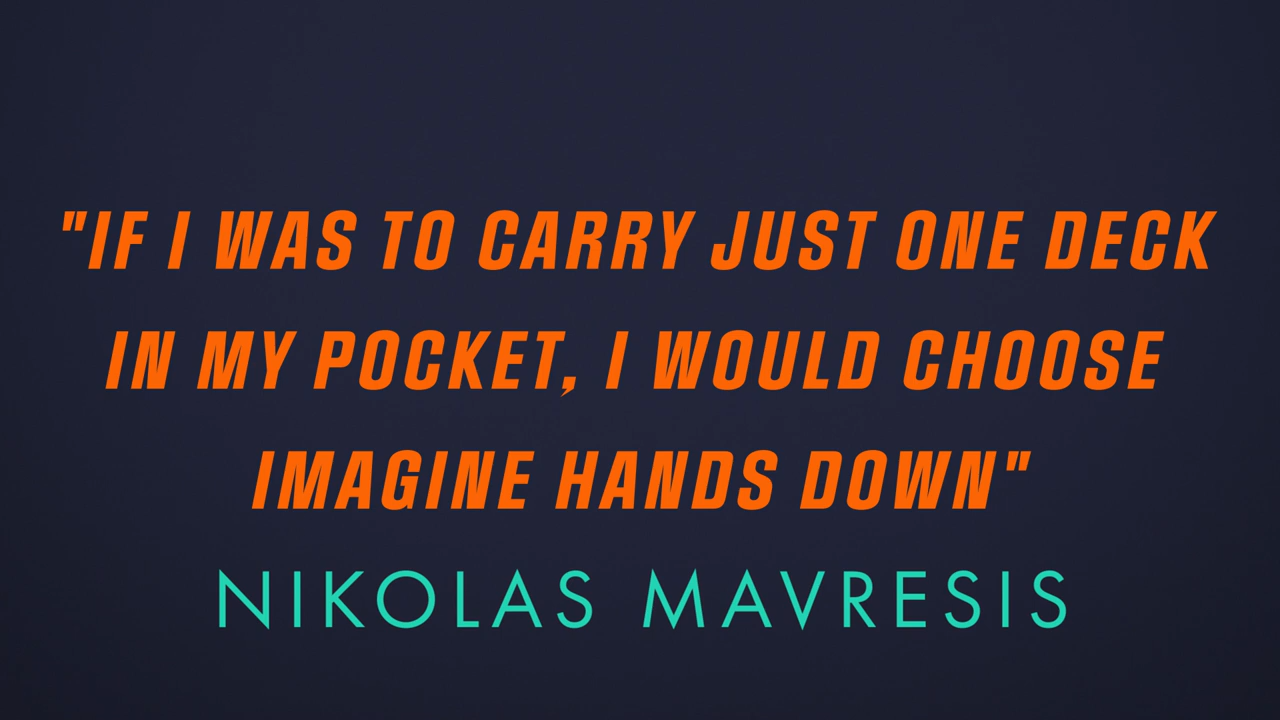 "IF I WAS TO CARRY JUST ONE DECK
IN MY POCKET, I WOULD CHOOSE
IMAGINE HANDS DOWN"
NIKOLAS MAVRESIS